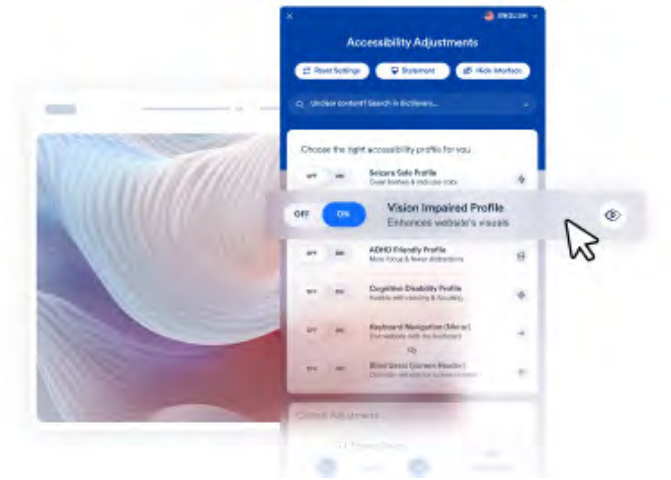 ENGLISH
Accessibility Adjustments
Reset Settings
Statement
Hide Interface
Unclear content? Search in dictionary...
Choose the right accessibility profile for you
OFF ON
Seizure Safe Profile
Clear flashes & reduces color
OFF
ON
Vision Impaired Profile
Enhances website's visuals
OFF ON
ADHD Friendly Profile
More focus & fewer distractions
OFF ON
Cognitive Disability Profile
Assists with reading & focusing
OFF ON
Keyboard Navigation (Motor)
Use website with the keyboard
OFF ON
Blind Users (Screen Reader)
Content Adjustments